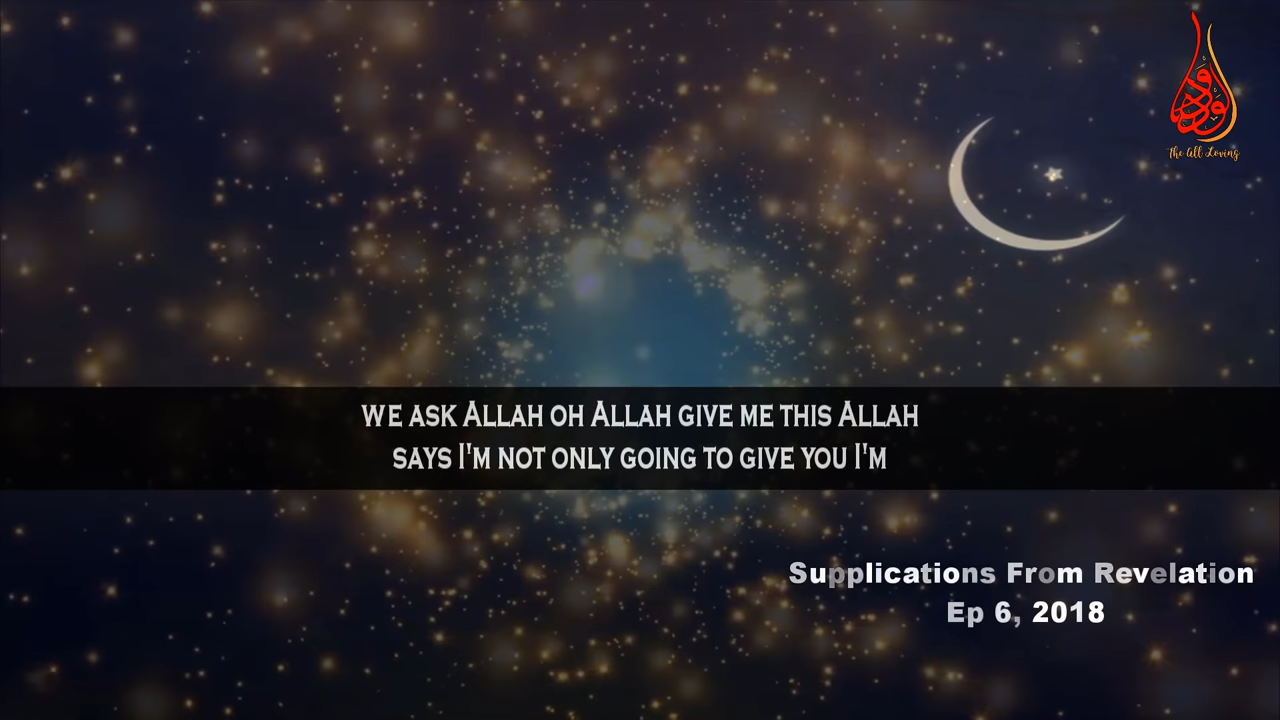 The All Loving
WE ASK ALLAH OH ALLAH GIVE ME THIS ALLAH
SAYS I'M NOT ONLY GOING TO GIVE YOU I'M
Supplications From Revelation
Ep 6, 2018